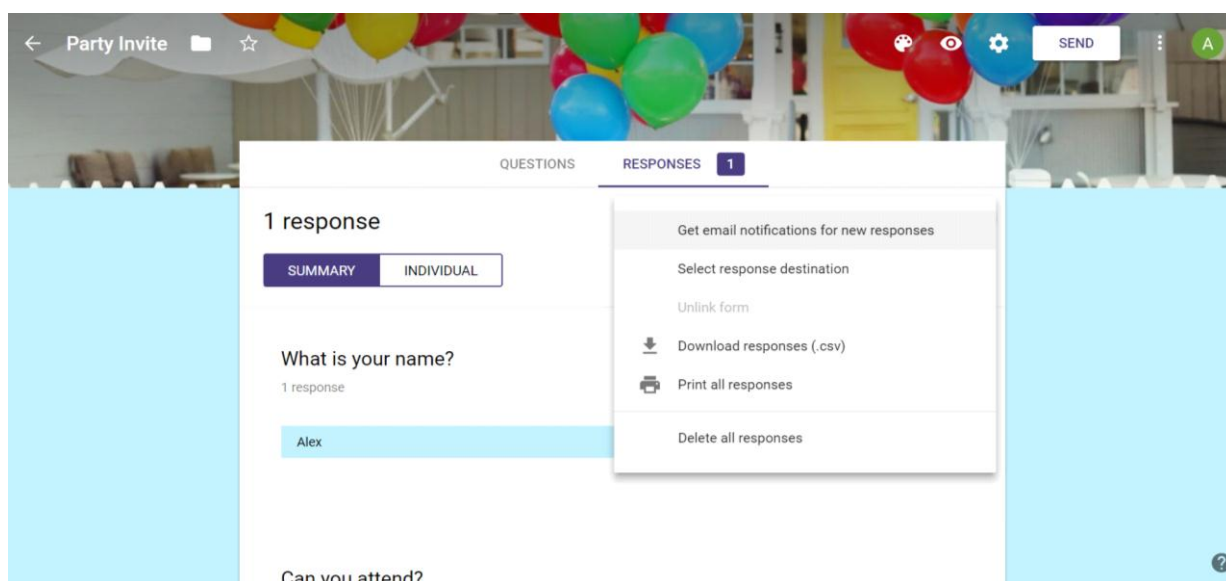 Party Invite
SEND
A
QUESTIONS
RESPONSES 1
1 response
SUMMARY
INDIVIDUAL
What is your name?
1 response
Alex
Get email notifications for new responses
Select response destination
Unlink form
Download responses (.csv)
Print all responses
Delete all responses
Can you attend?
?